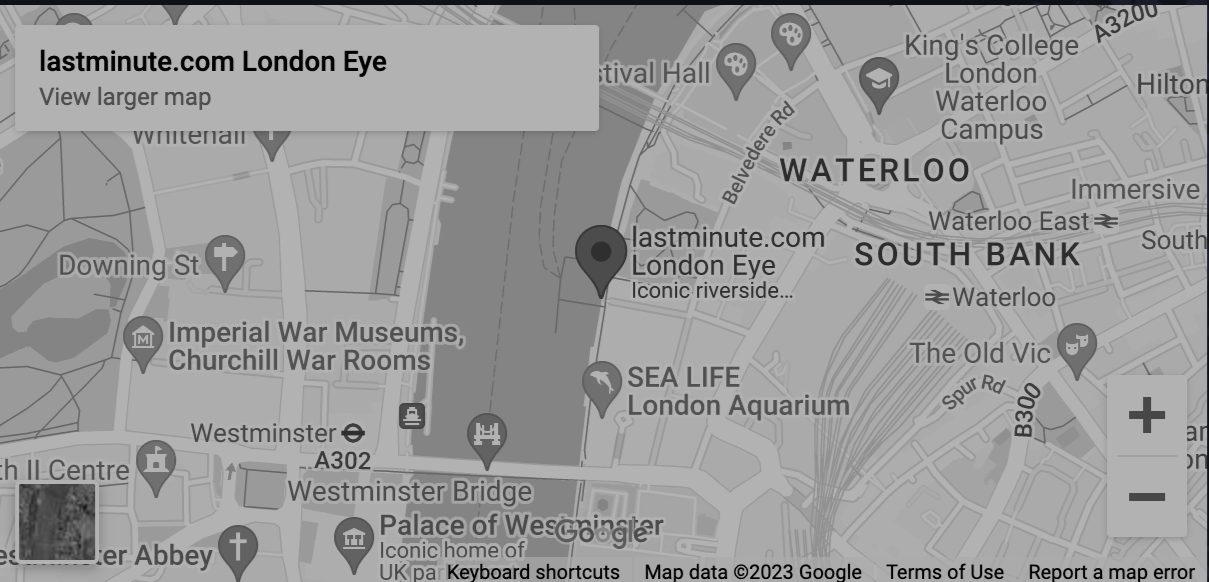 lastminute.com London Eye
View larger map
A3200
King's College
London
Waterloo
Campus
stival Hall
Hilton
Whitehall
Belvedere Rd
WATERLOO
Immersive
Waterloo East
South
SOUTH BANK
lastminute.com
London Eye
Iconic riverside...
Downing St
Waterloo
Imperial War Museums,
Churchill War Rooms
The Old Vic
SEA LIFE
London Aquarium
Spur Rd
B300
Westminster
A302
th II Centre
Westminster Bridge
Palace of Westminster
Iconic home of
UK par
Google
Abbey
Keyboard shortcuts
Map data ©2023 Google
Terms of Use
Report a map error